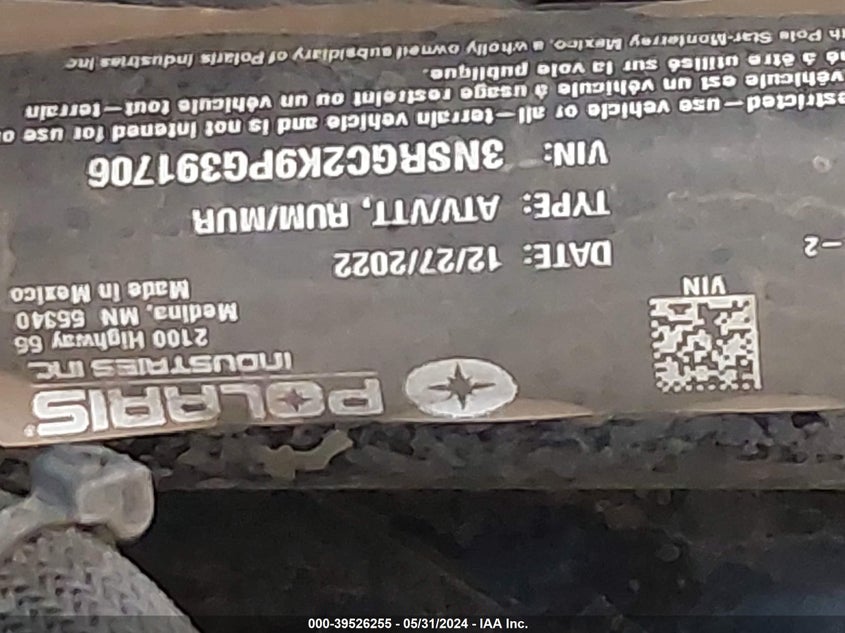 POLARIS®
INDUSTRIES INC.
2100 Highway 55
Medina, MN 55340
Made in Mexico
VIN
-2
DATE: 12/27/2022
TYPE: ATV/VTT, RUM/MUR
VIN: 3NSRGC2K9PG391706
-use vehicle or all-terrain vehicle and is not intened for use
est un véhicule à usage restreint ou un véhicule tout-terrain
à être utilisé sur la voie publique.
Pole Star-Monterrey Mexico, a wholly owned subsidiary of Polaris Industries Inc
000-39526255 - 05/31/2024 - IAA Inc.